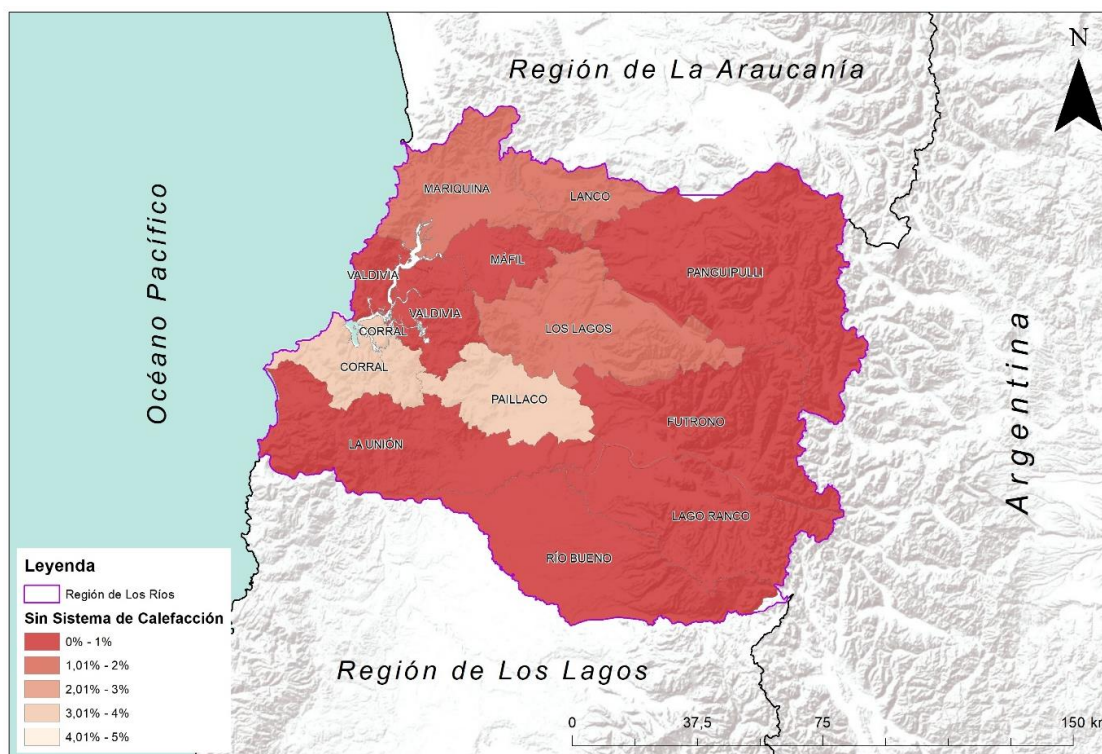 Región de La Araucanía
N
Océano Pacífico
MARIQUINA
LANCO
VALDIVIA
MÁFIL
PANGUIPULLI
VALDIVIA
CORRAL
LOS LAGOS
CORRAL
PAILLACO
FUTRONO
LA UNIÓN
LAGO RANCO
RÍO BUENO
Argentina
Región de Los Lagos
Leyenda
Región de Los Ríos
Sin Sistema de Calefacción
0% - 1%
1,01% - 2%
2,01% - 3%
3,01% - 4%
4,01% - 5%
0 37,5 75 150 km